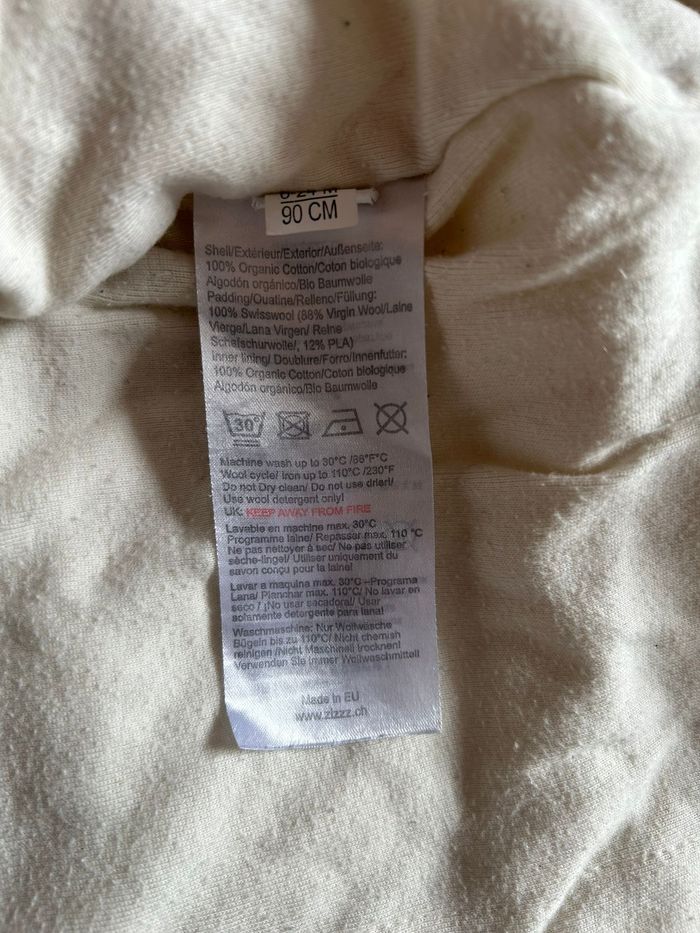 90 CM
Shell/Extérieur/Exterior/Außenseite:
100% Organic Cotton/Coton biologique
Algodón orgánico/Bio Baumwolle
Padding/Ouatine/Relleno/Füllung:
100% Swisswool (88% Virgin Wool/Laine
Vierge/Lana Virgen/ Reine
Schafschurwolle/, 12% PLA)
Inner lining/ Doublure/Forro/Innenfutter:
100% Organic Cotton/Coton biologique
Algodón orgánico/Bio Baumwolle
30°
Machine wash up to 30°C /86°F°C
Wool cycle/ Iron up to 110°C /230°F
Do not Dry clean/ Do not use drier/
Use wool detergent only!
UK: KEEP AWAY FROM FIRE
Lavable en machine max. 30°C
Programme laine/ Repasser max. 110 °C
Ne pas nettoyer à sec/ Ne pas utiliser
sèche-linge/ Utiliser uniquement du
savon conçu pour la laine!
Lavar a maquina max. 30°C –Programa
Lana/ Planchar max. 110°C/ No lavar en
seco / ¡No usar sacadora!/ Usar
solamente detergente para lana!
Waschmaschine: Nur Wollwäsche
Bügeln bis zu 110°C/ Nicht chemish
reinigen /Nicht Maschinell trocknen!
Verwenden Sie immer Wollwaschmittel!
Made in EU
www.zizzz.ch